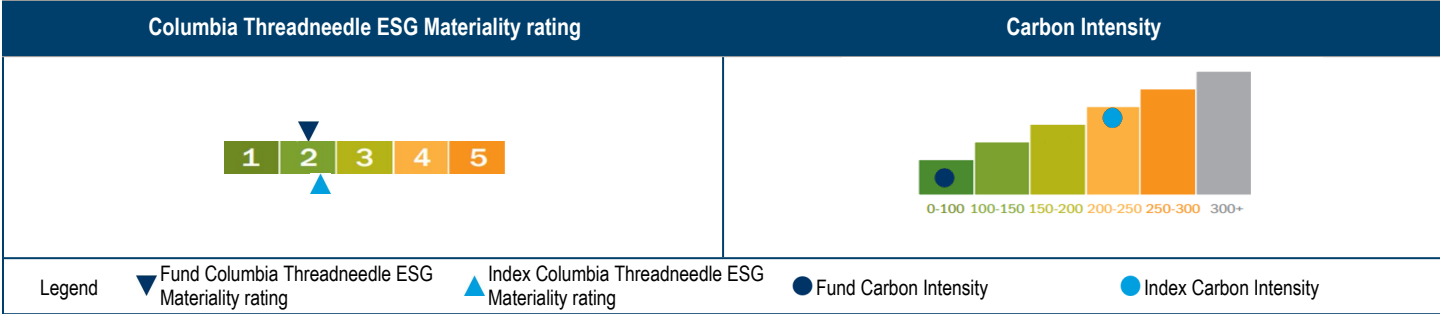 Columbia Threadneedle ESG Materiality rating
Carbon Intensity
1 2 3 4 5
0-100 100-150 150-200 200-250 250-300 300+
Legend
Fund Columbia Threadneedle ESG
Materiality rating
Index Columbia Threadneedle ESG
Materiality rating
Fund Carbon Intensity
Index Carbon Intensity